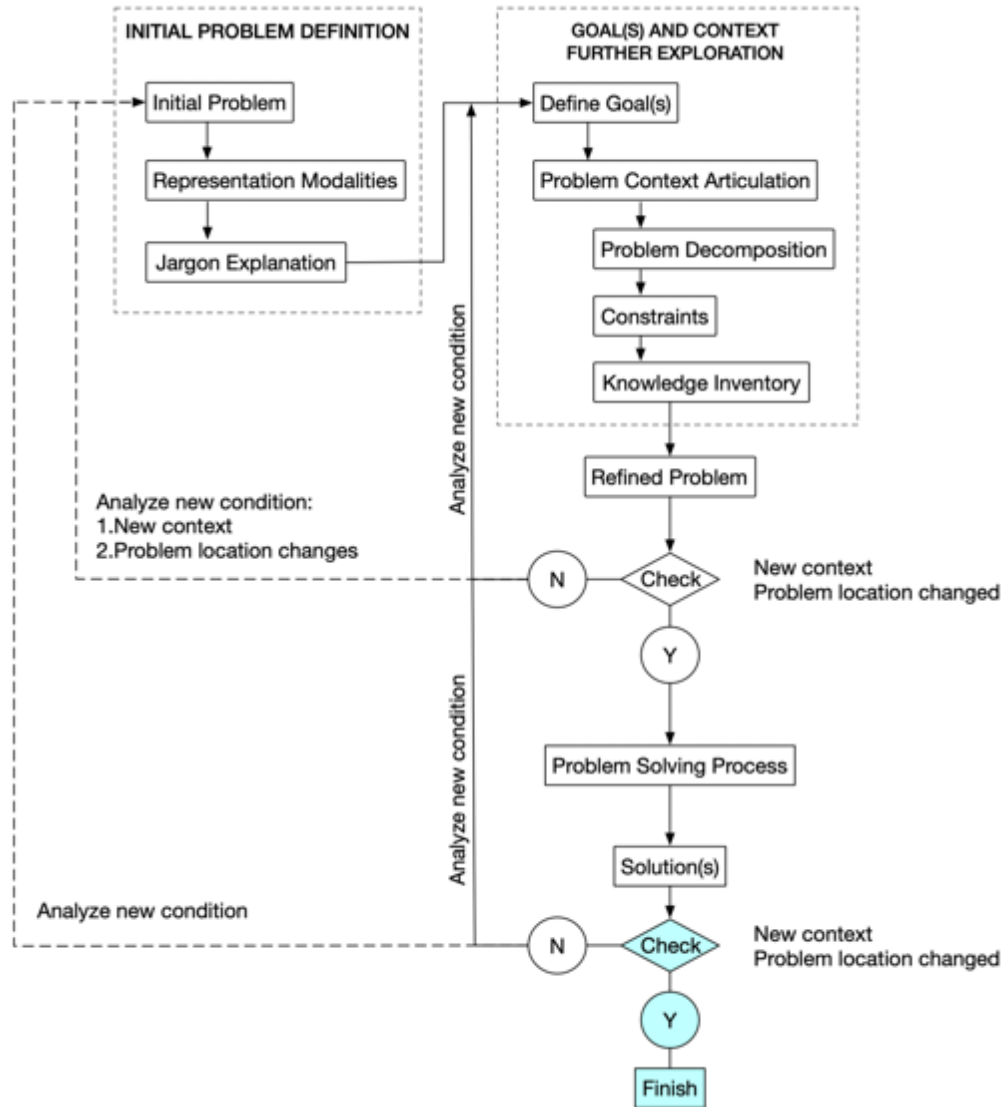 INITIAL PROBLEM DEFINITION
Initial Problem
Representation Modalities
Jargon Explanation
GOAL(S) AND CONTEXT
FURTHER EXPLORATION
Define Goal(s)
Problem Context Articulation
Problem Decomposition
Constraints
Knowledge Inventory
Analyze new condition
Refined Problem
Analyze new condition:
1.New context
2.Problem location changes
N
Check
New context
Problem location changed
Y
Analyze new condition
Problem Solving Process
Solution(s)
Analyze new condition
N
Check
New context
Problem location changed
Y
Finish